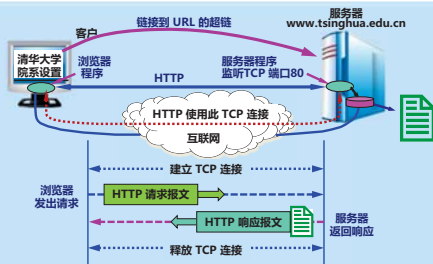 链接到 URL 的超链
服务器
www.tsinghua.edu.cn
客户
清华大学
院系设置
浏览器
程序
服务器程序
监听TCP 端口80
HTTP
HTTP 使用此 TCP 连接
互联网
建立 TCP 连接
浏览器
发出请求
HTTP 请求报文
HTTP 响应报文
服务器
返回响应
释放 TCP 连接